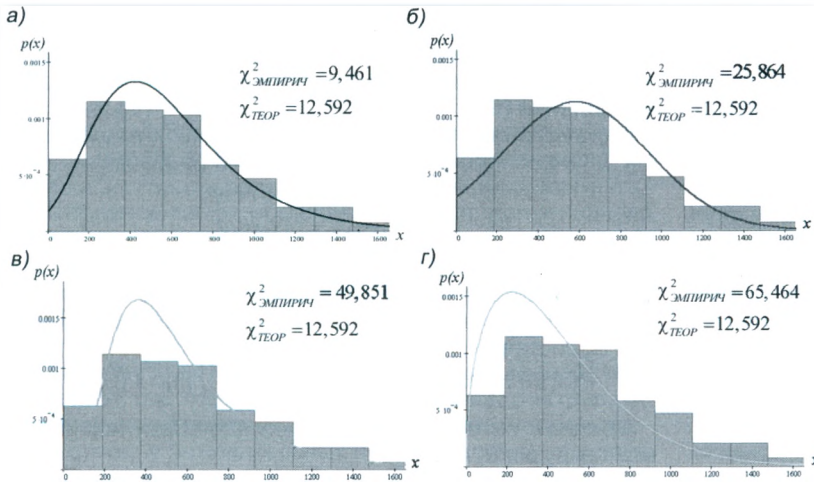 а)
p(x)
0.0015
χ²ЭМПИРИЧ = 9,461
χ²ТЕОР = 12,592
0.001
5·10⁻⁴
0 200 400 600 800 1000 1200 1400 1600 x
б)
p(x)
0.0015
χ²ЭМПИРИЧ = 25,864
χ²ТЕОР = 12,592
0.001
5·10⁻⁴
0 200 400 600 800 1000 1200 1400 1600 x
в)
p(x)
χ²ЭМПИРИЧ = 49,851
0.0015
χ²ТЕОР = 12,592
0.001
5·10⁻⁴
0 200 400 600 800 1000 1200 1400 1600 x
г)
p(x)
χ²ЭМПИРИЧ = 65,464
0.0015
χ²ТЕОР = 12,592
0.001
5·10⁻⁴
0 200 400 600 800 1000 1200 1400 1600 x